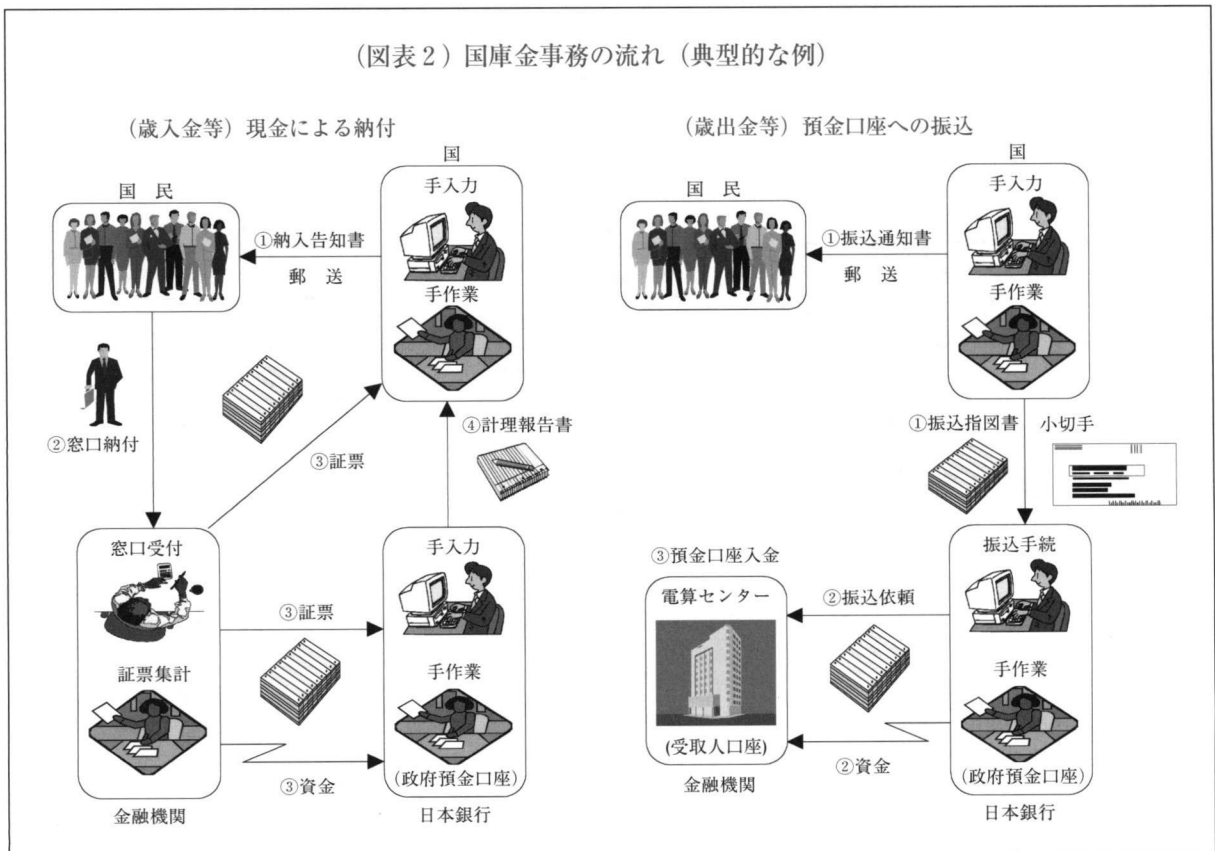 (図表2)国庫金事務の流れ(典型的な例)
(歳入金等)現金による納付
国
手入力
手作業
国 民
①納入告知書
郵 送
②窓口納付
③証票
④計理報告書
窓口受付
証票集計
金融機関
③証票
③資金
手入力
手作業
(政府預金口座)
日本銀行
(歳出金等)預金口座への振込
国
手入力
手作業
国 民
①振込通知書
郵 送
①振込指図書
小切手
振込手続
手作業
(政府預金口座)
日本銀行
②振込依頼
②資金
③預金口座入金
電算センター
(受取人口座)
金融機関